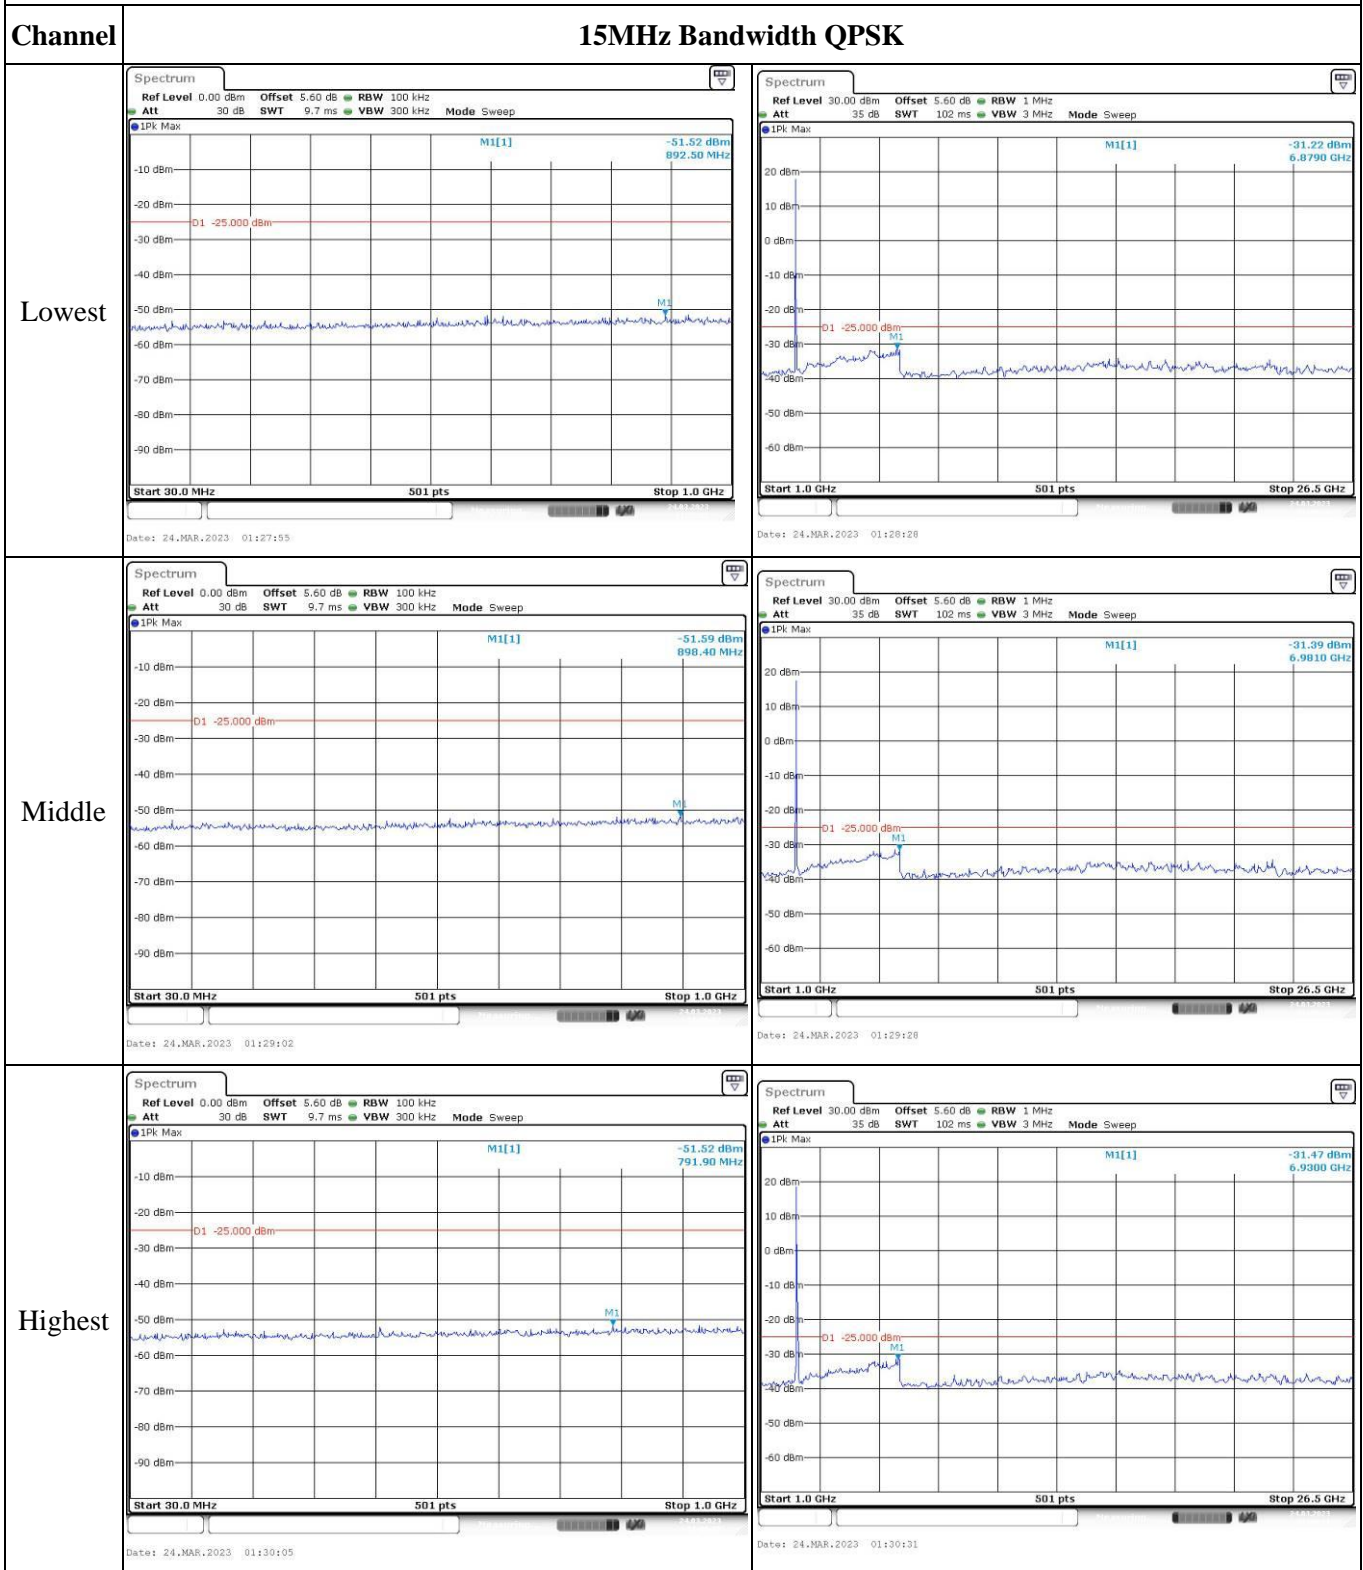 Channel
15MHz Bandwidth QPSK
Lowest
Spectrum
Ref Level 0.00 dBm Offset 5.60 dB RBW 100 kHz
Att 30 dB SWT 9.7 ms VBW 300 kHz Mode Sweep
1Pk Max
M1[1] -51.52 dBm
892.50 MHz
-10 dBm
-20 dBm
D1 -25.000 dBm
-30 dBm
-40 dBm
-50 dBm
M1
-60 dBm
-70 dBm
-80 dBm
-90 dBm
Start 30.0 MHz 501 pts Stop 1.0 GHz
Date: 24.MAR.2023 01:27:55
Spectrum
Ref Level 30.00 dBm Offset 5.60 dB RBW 1 MHz
Att 35 dB SWT 102 ms VBW 3 MHz Mode Sweep
1Pk Max
M1[1] -31.22 dBm
6.8790 GHz
20 dBm
10 dBm
0 dBm
-10 dBm
-20 dBm
D1 -25.000 dBm
M1
-30 dBm
-40 dBm
-50 dBm
-60 dBm
Start 1.0 GHz 501 pts Stop 26.5 GHz
Date: 24.MAR.2023 01:28:28
Middle
Spectrum
Ref Level 0.00 dBm Offset 5.60 dB RBW 100 kHz
Att 30 dB SWT 9.7 ms VBW 300 kHz Mode Sweep
1Pk Max
M1[1] -51.59 dBm
898.40 MHz
-10 dBm
-20 dBm
D1 -25.000 dBm
-30 dBm
-40 dBm
-50 dBm
M1
-60 dBm
-70 dBm
-80 dBm
-90 dBm
Start 30.0 MHz 501 pts Stop 1.0 GHz
Date: 24.MAR.2023 01:29:02
Spectrum
Ref Level 30.00 dBm Offset 5.60 dB RBW 1 MHz
Att 35 dB SWT 102 ms VBW 3 MHz Mode Sweep
1Pk Max
M1[1] -31.39 dBm
6.9810 GHz
20 dBm
10 dBm
0 dBm
-10 dBm
-20 dBm
D1 -25.000 dBm
M1
-30 dBm
-40 dBm
-50 dBm
-60 dBm
Start 1.0 GHz 501 pts Stop 26.5 GHz
Date: 24.MAR.2023 01:29:28
Highest
Spectrum
Ref Level 0.00 dBm Offset 5.60 dB RBW 100 kHz
Att 30 dB SWT 9.7 ms VBW 300 kHz Mode Sweep
1Pk Max
M1[1] -51.52 dBm
791.90 MHz
-10 dBm
-20 dBm
D1 -25.000 dBm
-30 dBm
-40 dBm
-50 dBm
M1
-60 dBm
-70 dBm
-80 dBm
-90 dBm
Start 30.0 MHz 501 pts Stop 1.0 GHz
Date: 24.MAR.2023 01:30:05
Spectrum
Ref Level 30.00 dBm Offset 5.60 dB RBW 1 MHz
Att 35 dB SWT 102 ms VBW 3 MHz Mode Sweep
1Pk Max
M1[1] -31.47 dBm
6.9300 GHz
20 dBm
10 dBm
0 dBm
-10 dBm
-20 dBm
D1 -25.000 dBm
M1
-30 dBm
-40 dBm
-50 dBm
-60 dBm
Start 1.0 GHz 501 pts Stop 26.5 GHz
Date: 24.MAR.2023 01:30:31